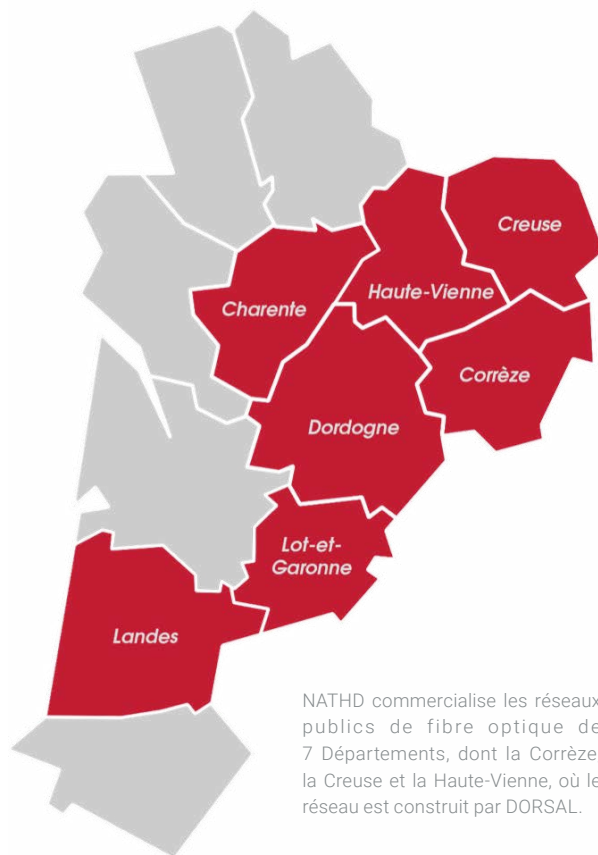 Creuse
Haute-Vienne
Charente
Corrèze
Dordogne
Lot-et-
Garonne
Landes
NATHD commercialise les réseaux
publics de fibre optique de
7 Départements, dont la Corrèze
la Creuse et la Haute-Vienne, où le
réseau est construit par DORSAL.